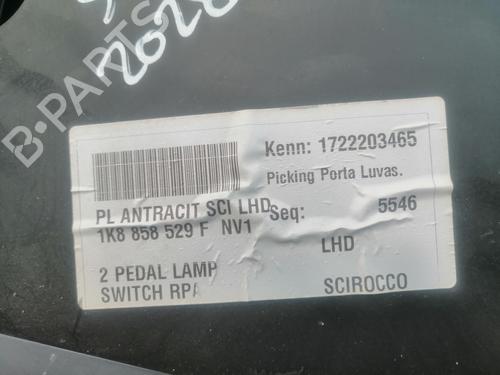 B-PARTS
Kenn: 1722203465
Picking Porta Luvas.
PL ANTRACIT SCI LHD
Seq: 5546
1K8 858 529 F NV1
LHD
2 PEDAL LAMP
SWITCH RPA
SCIROCCO